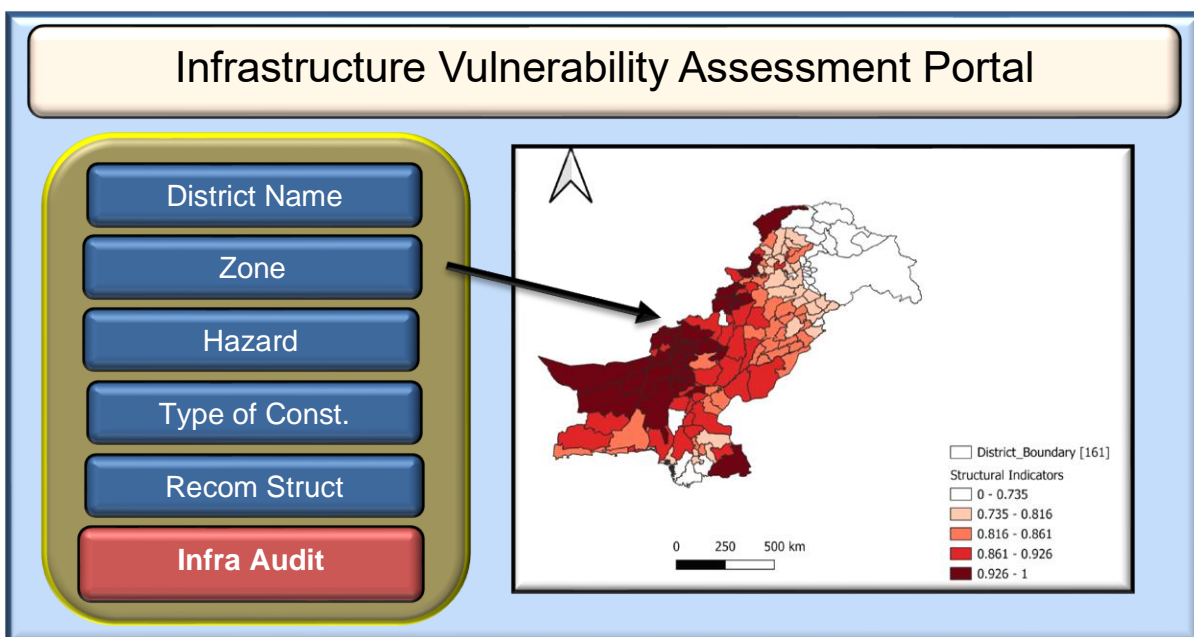 Infrastructure Vulnerability Assessment Portal
District Name
Zone
Hazard
Type of Const.
Recom Struct
Infra Audit
District_Boundary [161]
Structural Indicators
0 - 0.735
0.735 - 0.816
0.816 - 0.861
0.861 - 0.926
0.926 - 1
0 250 500 km